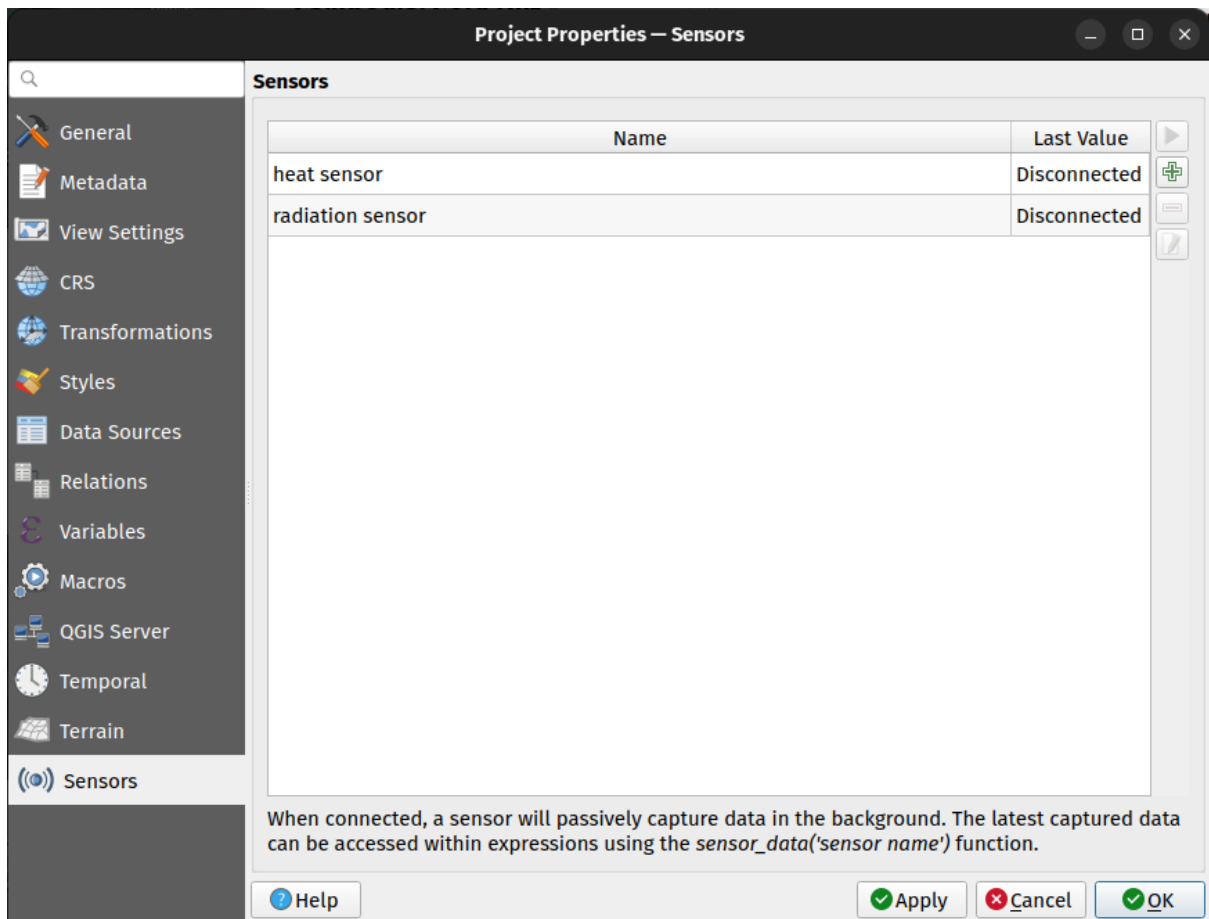 Project Properties — Sensors
Sensors
General
Metadata
View Settings
CRS
Transformations
Styles
Data Sources
Relations
Variables
Macros
QGIS Server
Temporal
Terrain
Sensors
Name Last Value
heat sensor Disconnected
radiation sensor Disconnected
When connected, a sensor will passively capture data in the background. The latest captured data
can be accessed within expressions using the sensor_data('sensor name') function.
Help Apply Cancel OK